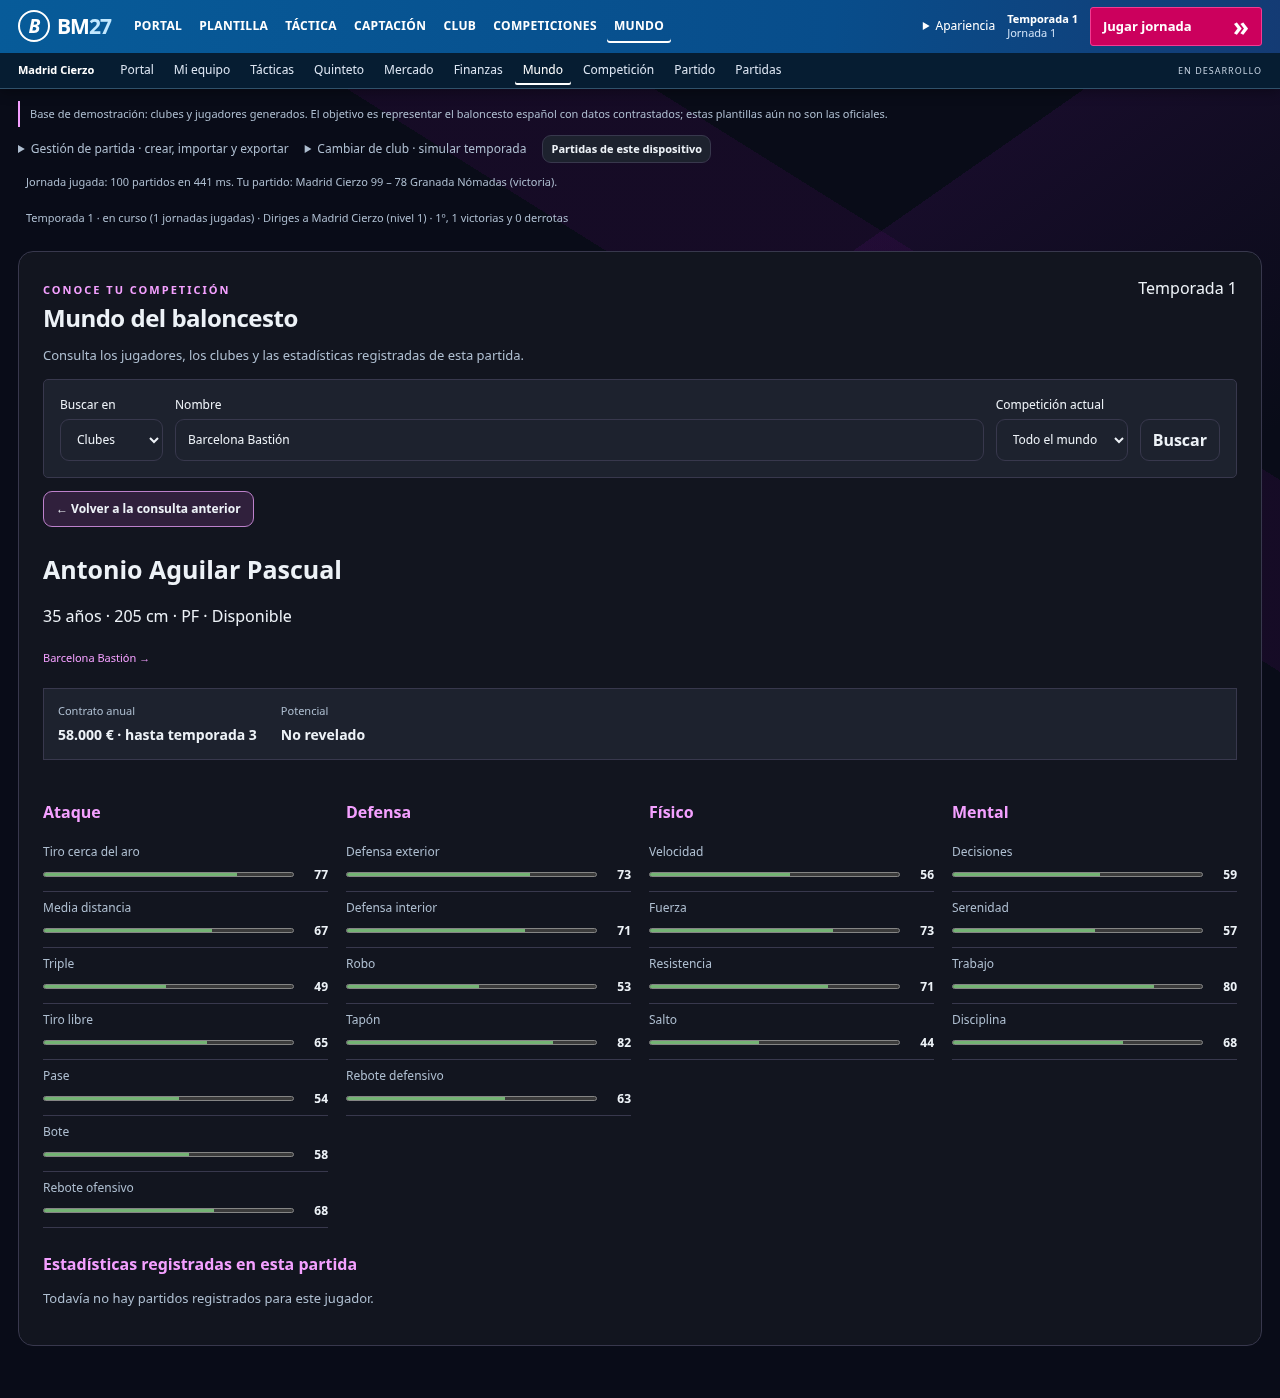 B BM27 PORTAL PLANTILLA TÁCTICA CAPTACIÓN CLUB COMPETICIONES MUNDO ▶ Apariencia Temporada 1 Jugar jornada »
Jornada 1
Madrid Cierzo Portal Mi equipo Tácticas Quinteto Mercado Finanzas Mundo Competición Partido Partidas EN DESARROLLO
Base de demostración: clubes y jugadores generados. El objetivo es representar el baloncesto español con datos contrastados; estas plantillas aún no son las oficiales.
▶ Gestión de partida · crear, importar y exportar ▶ Cambiar de club · simular temporada Partidas de este dispositivo
Jornada jugada: 100 partidos en 441 ms. Tu partido: Madrid Cierzo 99 – 78 Granada Nómadas (victoria).
Temporada 1 · en curso (1 jornadas jugadas) · Diriges a Madrid Cierzo (nivel 1) · 1º, 1 victorias y 0 derrotas
CONOCE TU COMPETICIÓN Temporada 1
Mundo del baloncesto
Consulta los jugadores, los clubes y las estadísticas registradas de esta partida.
Buscar en Nombre Competición actual
Clubes Barcelona Bastión Todo el mundo Buscar
← Volver a la consulta anterior
Antonio Aguilar Pascual
35 años · 205 cm · PF · Disponible
Barcelona Bastión →
Contrato anual Potencial
58.000 € · hasta temporada 3 No revelado
Ataque Defensa Físico Mental
Tiro cerca del aro Defensa exterior Velocidad Decisiones
77 73 56 59
Media distancia Defensa interior Fuerza Serenidad
67 71 73 57
Triple Robo Resistencia Trabajo
49 53 71 80
Tiro libre Tapón Salto Disciplina
65 82 44 68
Pase Rebote defensivo
54 63
Bote
58
Rebote ofensivo
68
Estadísticas registradas en esta partida
Todavía no hay partidos registrados para este jugador.